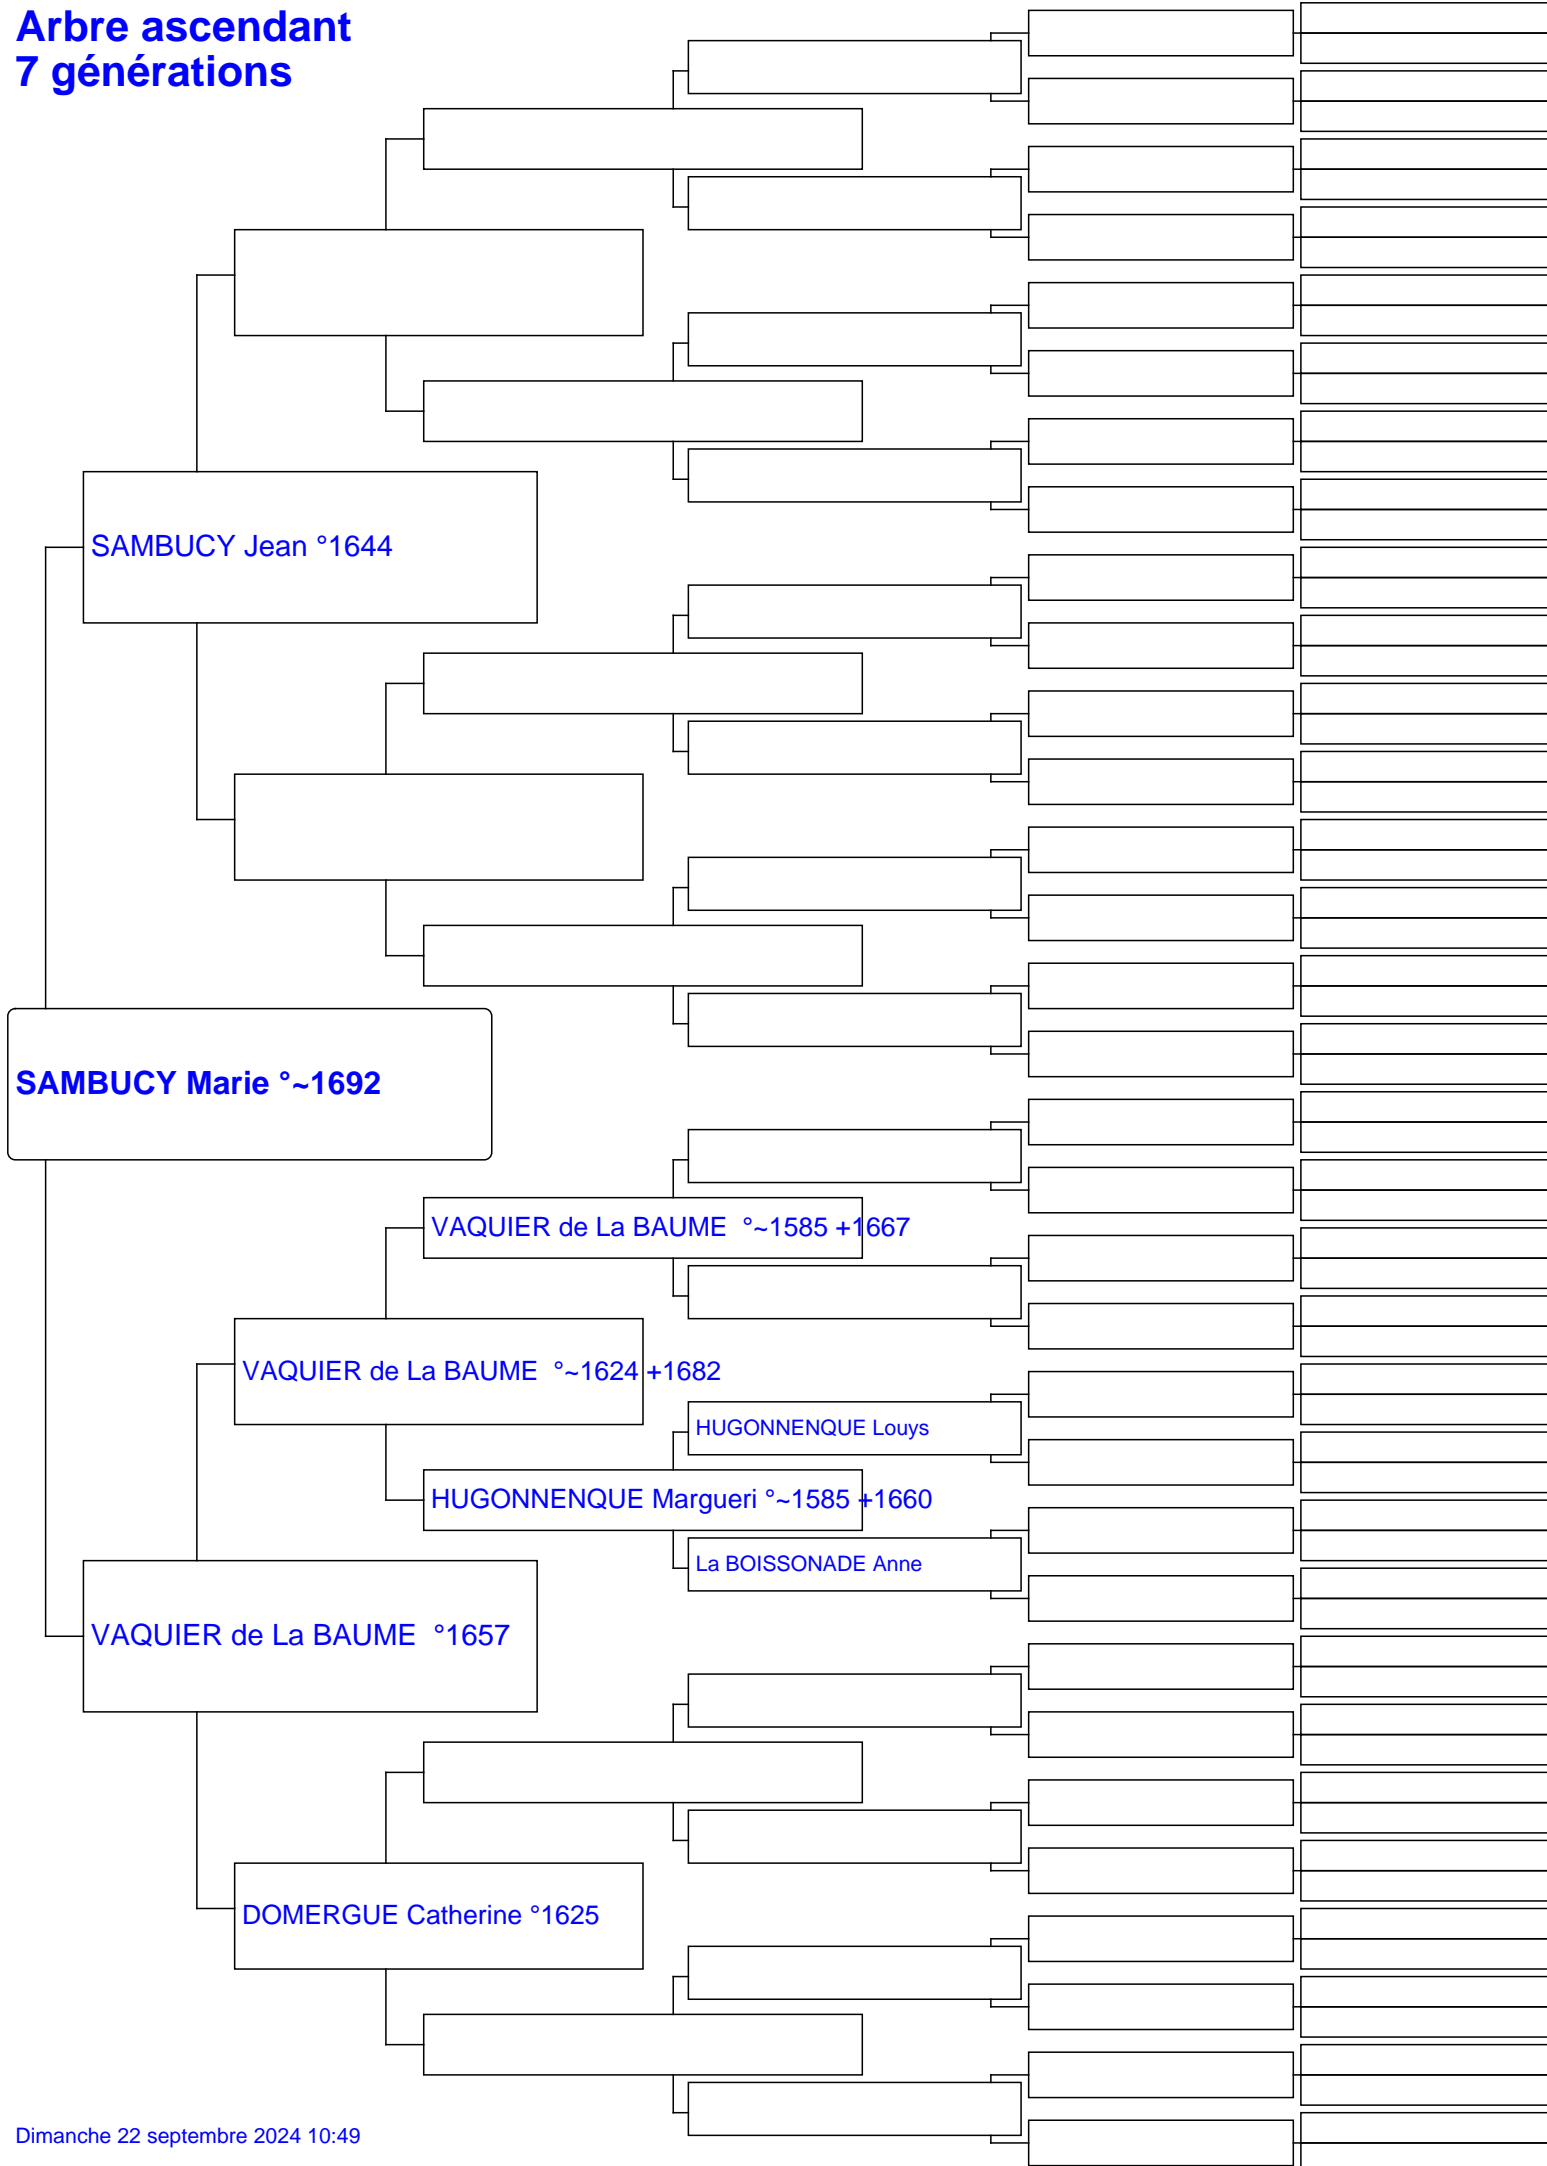 Arbre ascendant
7 générations
SAMBUCY Jean °1644
SAMBUCY Marie °~1692
VAQUIER de La BAUME  °~1585 +1667
VAQUIER de La BAUME  °~1624 +1682
HUGONNENQUE Louys
HUGONNENQUE Margueri °~1585 +1660
La BOISSONADE Anne
VAQUIER de La BAUME  °1657
DOMERGUE Catherine °1625
Dimanche 22 septembre 2024 10:49